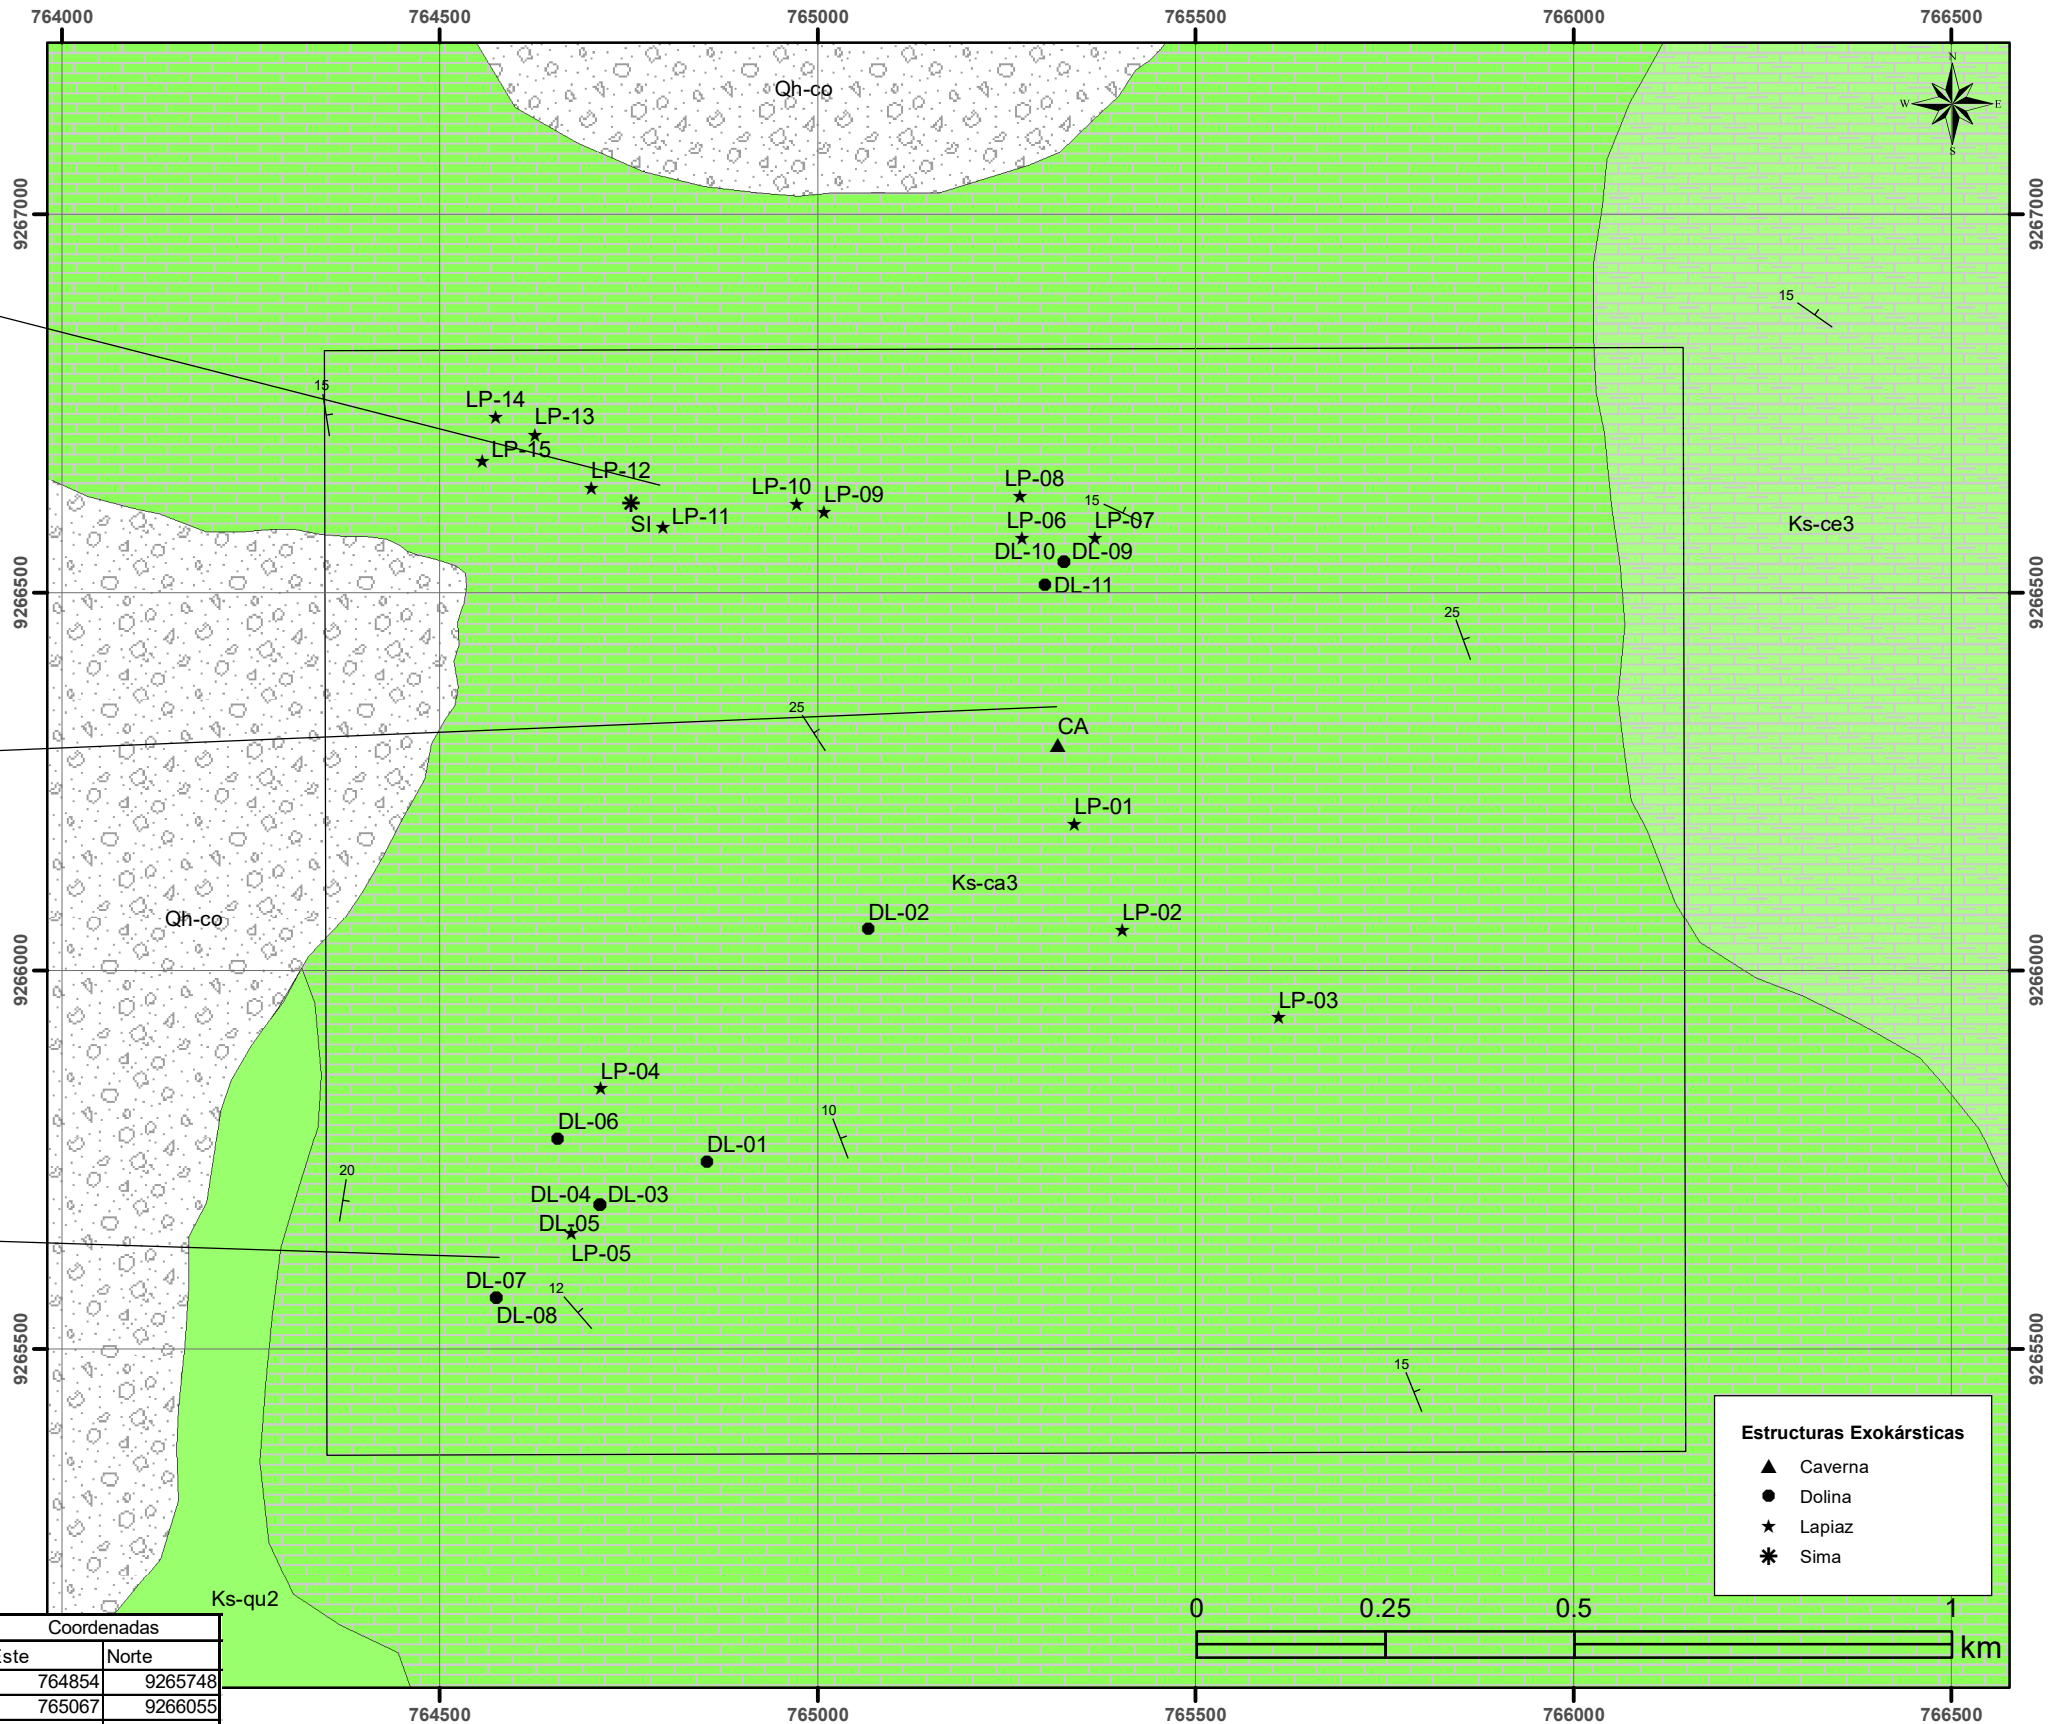 764000 764500 765000 765500 766000 766500
N
W E
S
Qh-co
9267000 9267000
15
15
LP-14
LP-13
LP-15
LP-12
SI
LP-11
LP-10
LP-09
LP-08
15
LP-06
LP-07
DL-10
DL-09
DL-11
Ks-ce3
9266500 9266500
25
25
CA
LP-01
Ks-ca3
DL-02
LP-02
Qh-co
9266000 9266000
LP-03
LP-04
DL-06
10
DL-01
20
DL-04
DL-03
DL-05
LP-05
DL-07
12
DL-08
9265500 9265500
15
Estructuras Exokársticas
Caverna
Dolina
Lapiaz
Sima
Ks-qu2
0 0.25 0.5 1
km
Coordenadas
ste Norte
764854 9265748
765067 9266055
764500 765000 765500 766000 766500